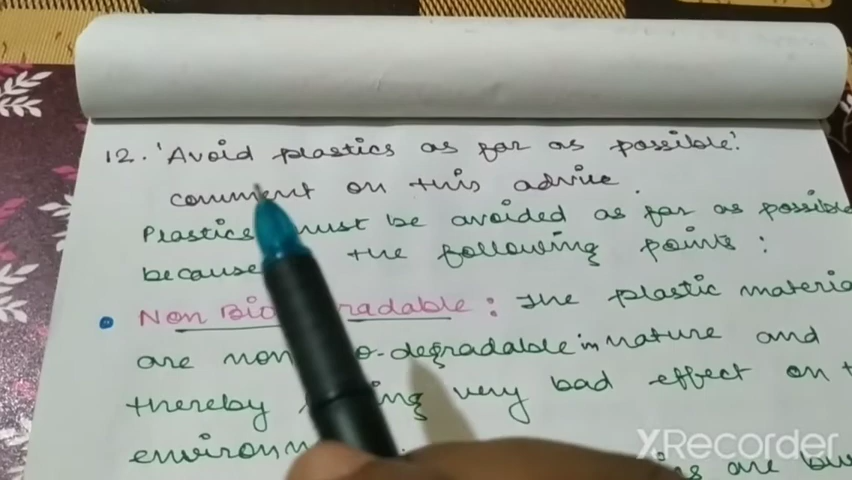 12. 'Avoid plastics as far as possible'.
comment on this advice.
Plastics must be avoided as far as possible
because the following points :
Non Bio gradable : The plastic materia
are non o-degradable in nature and
thereby ing very bad effect on t
environm are bu
XRecorder